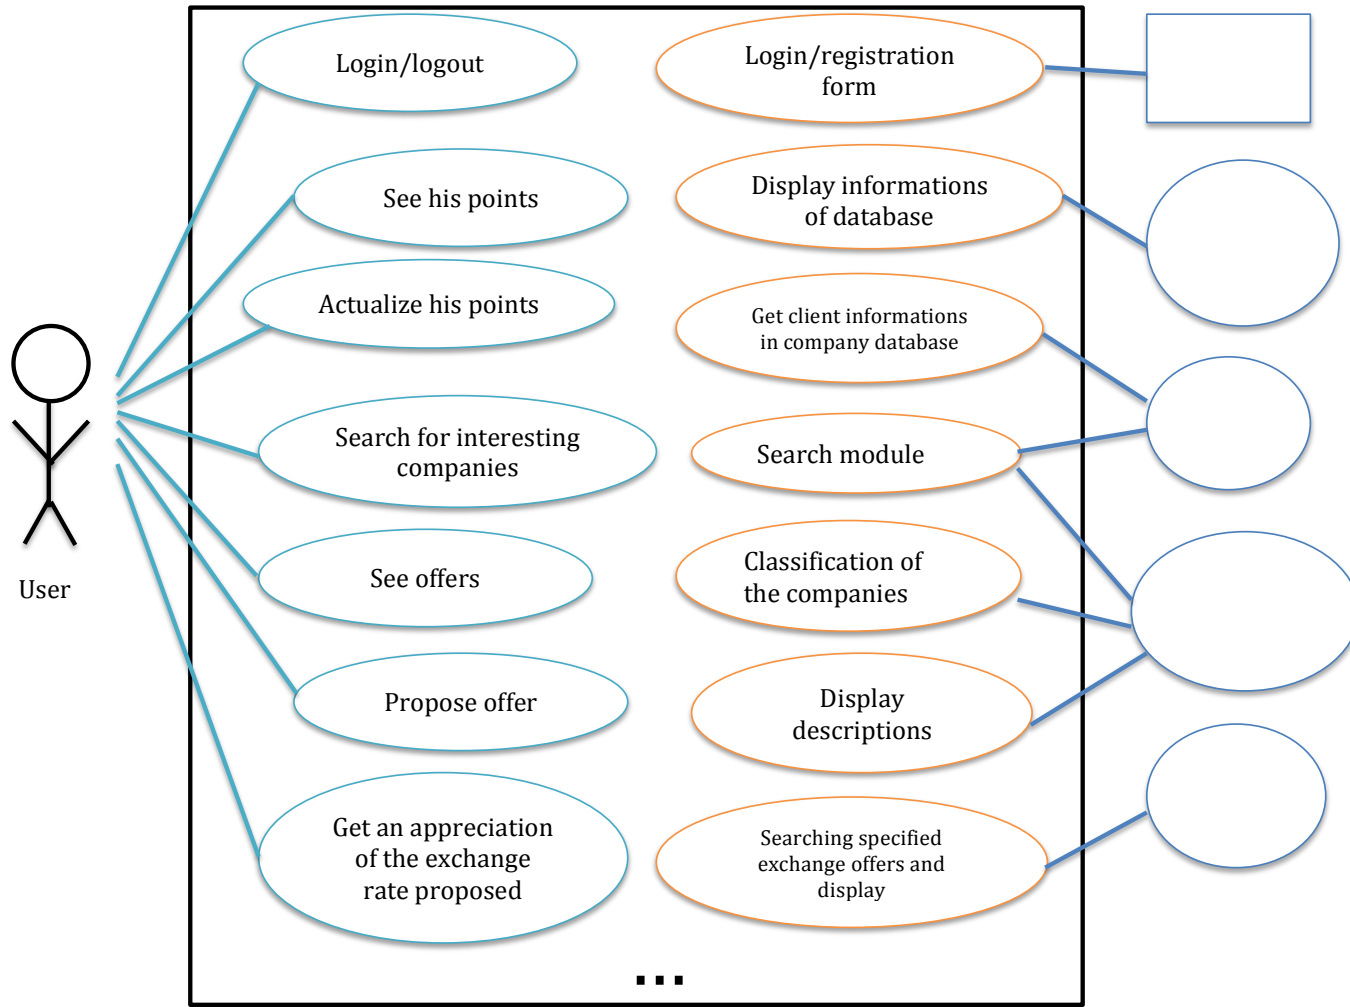 Login/logout
See his points
Actualize his points
Search for interesting
companies
See offers
Propose offer
Get an appreciation
of the exchange
rate proposed
Login/registration
form
Display informations
of database
Get client informations
in company database
Search module
Classification of
the companies
Display
descriptions
Searching specified
exchange offers and
display
User
...